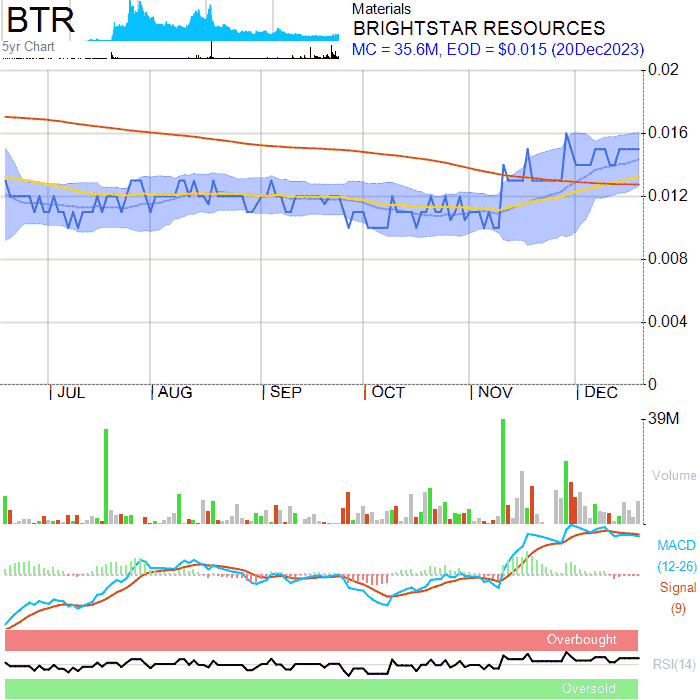 BTR
5yr Chart
Materials
BRIGHTSTAR RESOURCES
MC = 35.6M, EOD = $0.015 (20Dec2023)
0.02
0.016
0.012
0.008
0.004
0
JUL
AUG
SEP
OCT
NOV
DEC
39M
Volume
MACD
(12-26)
Signal
(9)
Overbought
RSI(14)
Oversold